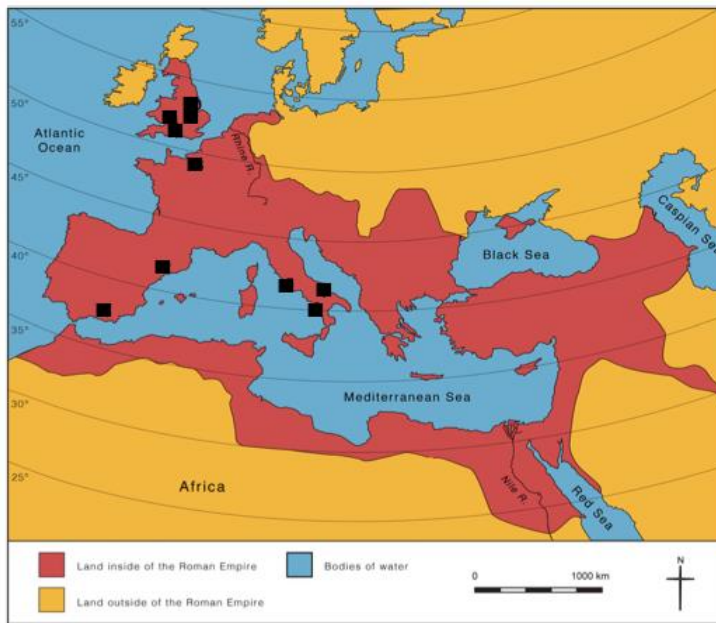 55°
50°
45°
40°
35°
30°
25°
Atlantic
Ocean
Rhine R.
Black Sea
Caspian Sea
Mediterranean Sea
Africa
Nile R.
Red Sea
Land inside of the Roman Empire
Land outside of the Roman Empire
Bodies of water
0 1000 km
N